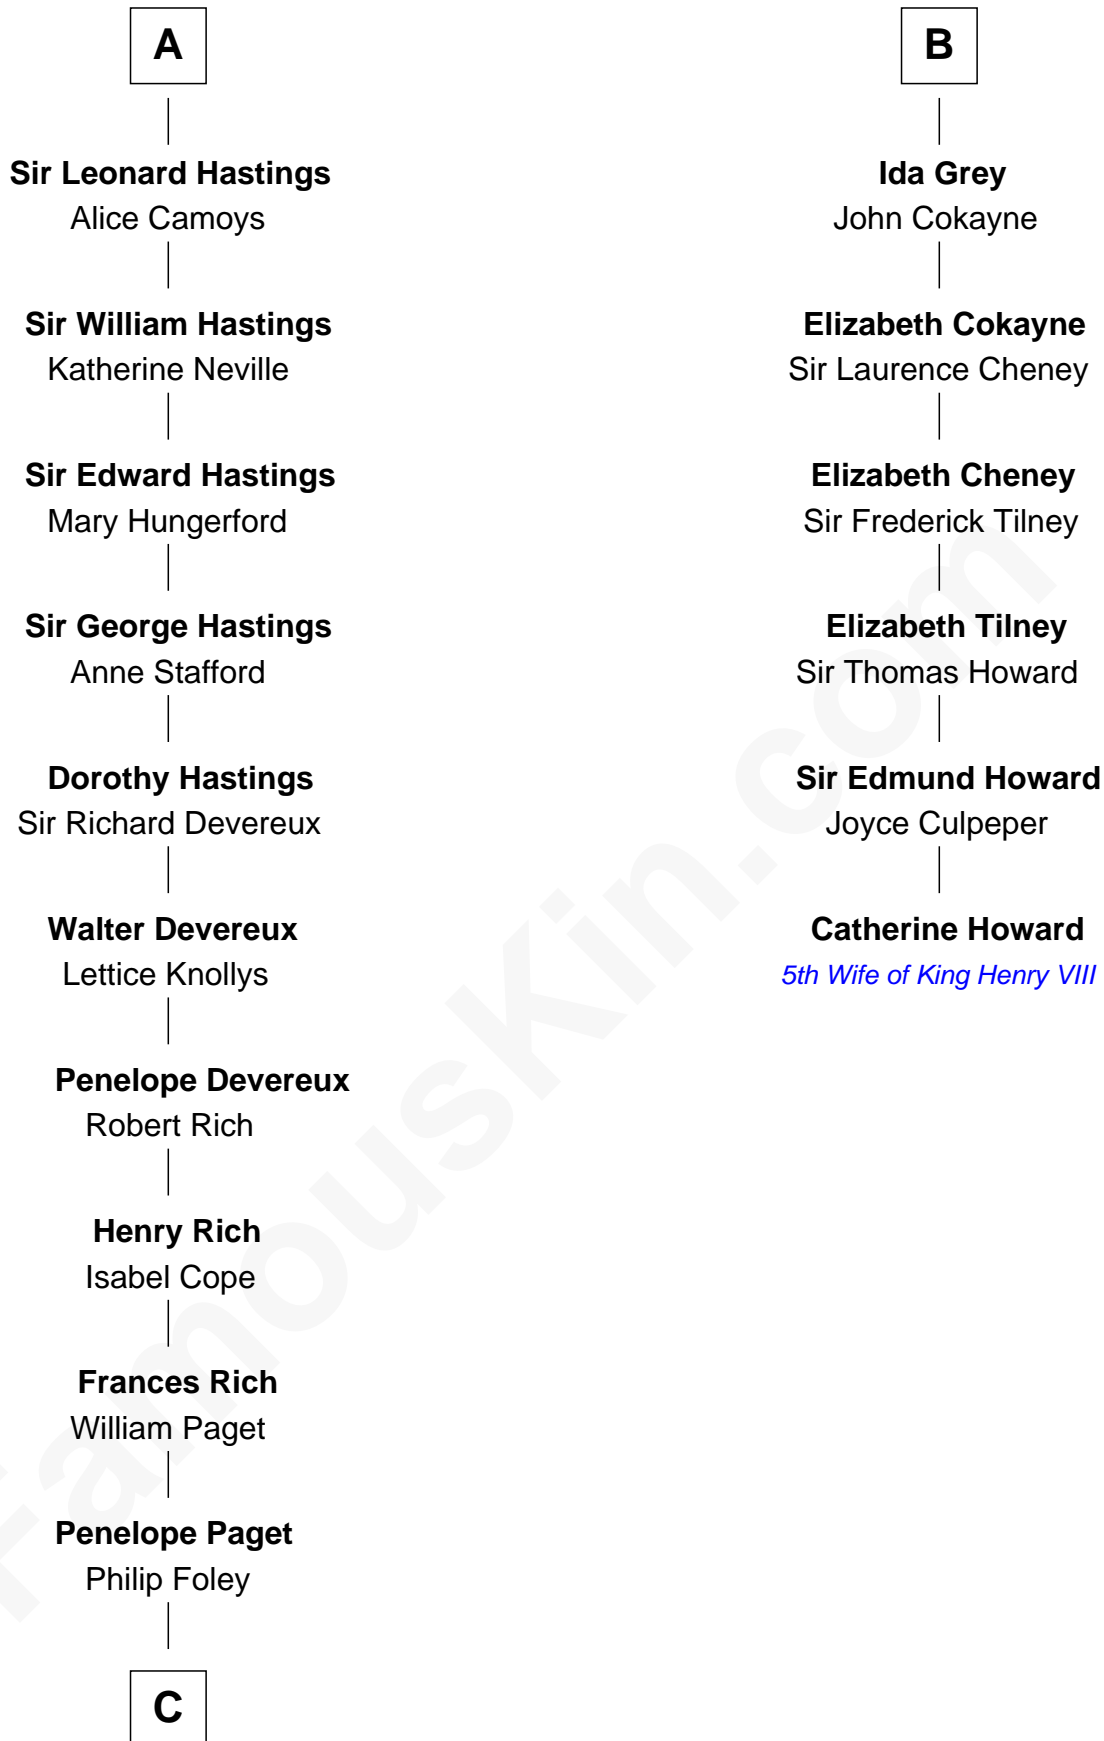 A
Sir Leonard Hastings
Alice Camoys
Sir William Hastings
Katherine Neville
Sir Edward Hastings
Mary Hungerford
Sir George Hastings
Anne Stafford
Dorothy Hastings
Sir Richard Devereux
Walter Devereux
Lettice Knollys
Penelope Devereux
Robert Rich
Henry Rich
Isabel Cope
Frances Rich
William Paget
Penelope Paget
Philip Foley
C
B
Ida Grey
John Cokayne
Elizabeth Cokayne
Sir Laurence Cheney
Elizabeth Cheney
Sir Frederick Tilney
Elizabeth Tilney
Sir Thomas Howard
Sir Edmund Howard
Joyce Culpeper
Catherine Howard
5th Wife of King Henry VIII
FamousKin.com